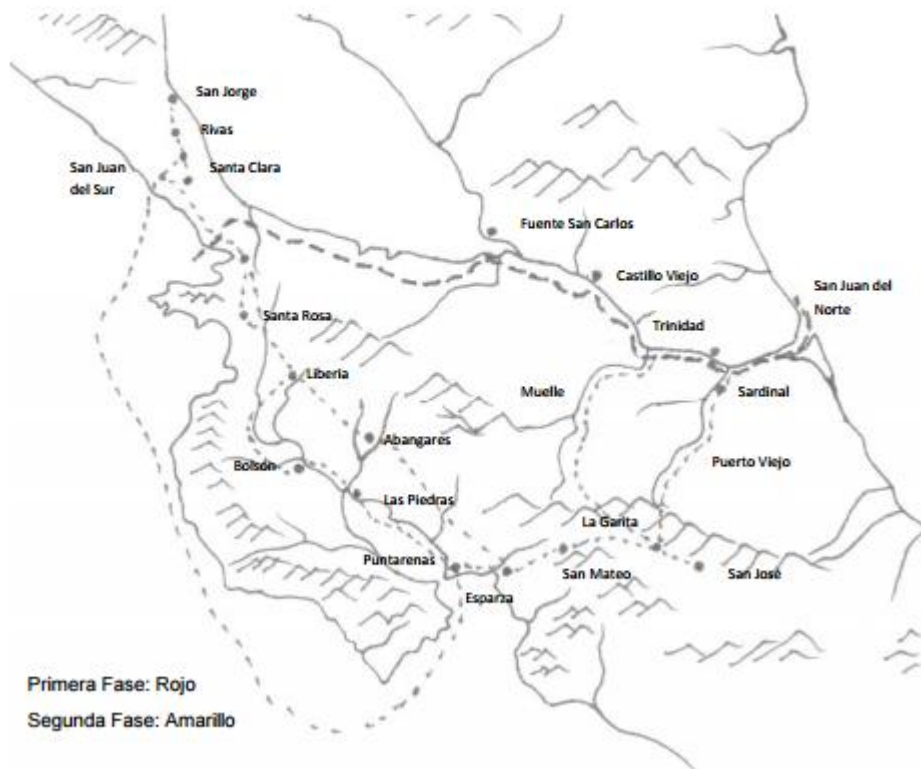 San Jorge
Rivas
San Juan
del Sur
Santa Clara
Fuente San Carlos
Castillo Viejo
San Juan del
Norte
Trinidad
Santa Rosa
Liberia
Muelle
Sardinal
Abangares
Bolsón
Puerto Viejo
Las Piedras
La Garita
Puntarenas
San Mateo
San José
Esparza
Primera Fase: Rojo
Segunda Fase: Amarillo